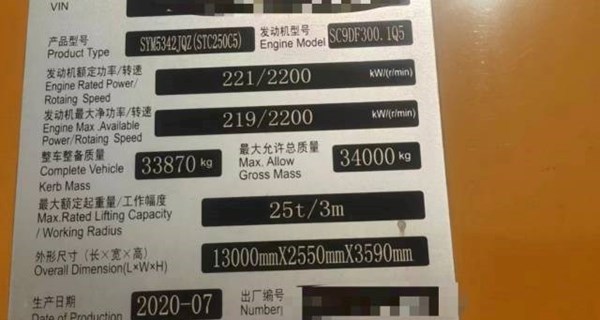 VIN
产品型号 SYM5342JQZ(STC250C5) 发动机型号 SC9DF300.1Q5
Product Type Engine Model
发动机额定功率/转速 221/2200 kW/(r/min)
Engine Rated Power/
Rotaing Speed
发动机最大净功率/转速 219/2200 kW/(r/min)
Engine Max .Available
Power/Rotaing Speed
整车整备质量 33870 kg 最大允许总质量 34000 kg
Complete Vehicle Max. Allow
Kerb Mass Gross Mass
最大额定起重量/工作幅度 25t/3m
Max.Rated Lifting Capacity
/ Working Radius
外形尺寸(长×宽×高) 13000mmX2550mmX3590mm
Overall Dimension(L×W×H)
生产日期 2020-07 出厂编号
Date of Production Number